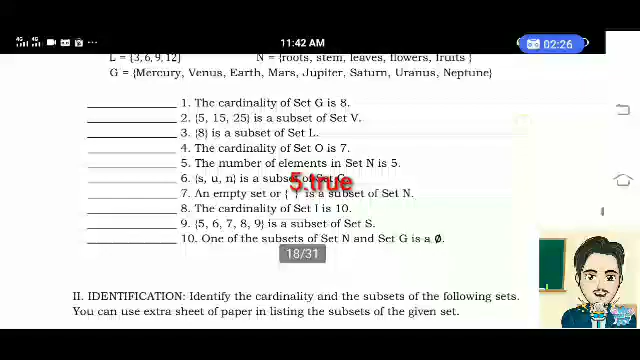 4G 4G
11:42 AM
02:26
L = {3, 6, 9, 12} N = {roots, stem, leaves, flowers, fruits}
G = {Mercury, Venus, Earth, Mars, Jupiter, Saturn, Uranus, Neptune}
1. The cardinality of Set G is 8.
2. {5, 15, 25} is a subset of Set V.
3. {8} is a subset of Set L.
4. The cardinality of Set O is 7.
5. The number of elements in Set N is 5.
6. {s, u, n} is a subset of Set G.
5.true
7. An empty set or { } is a subset of Set N.
8. The cardinality of Set I is 10.
9. {5, 6, 7, 8, 9} is a subset of Set S.
10. One of the subsets of Set N and Set G is a ∅.
18/31
II. IDENTIFICATION: Identify the cardinality and the subsets of the following sets.
You can use extra sheet of paper in listing the subsets of the given set.